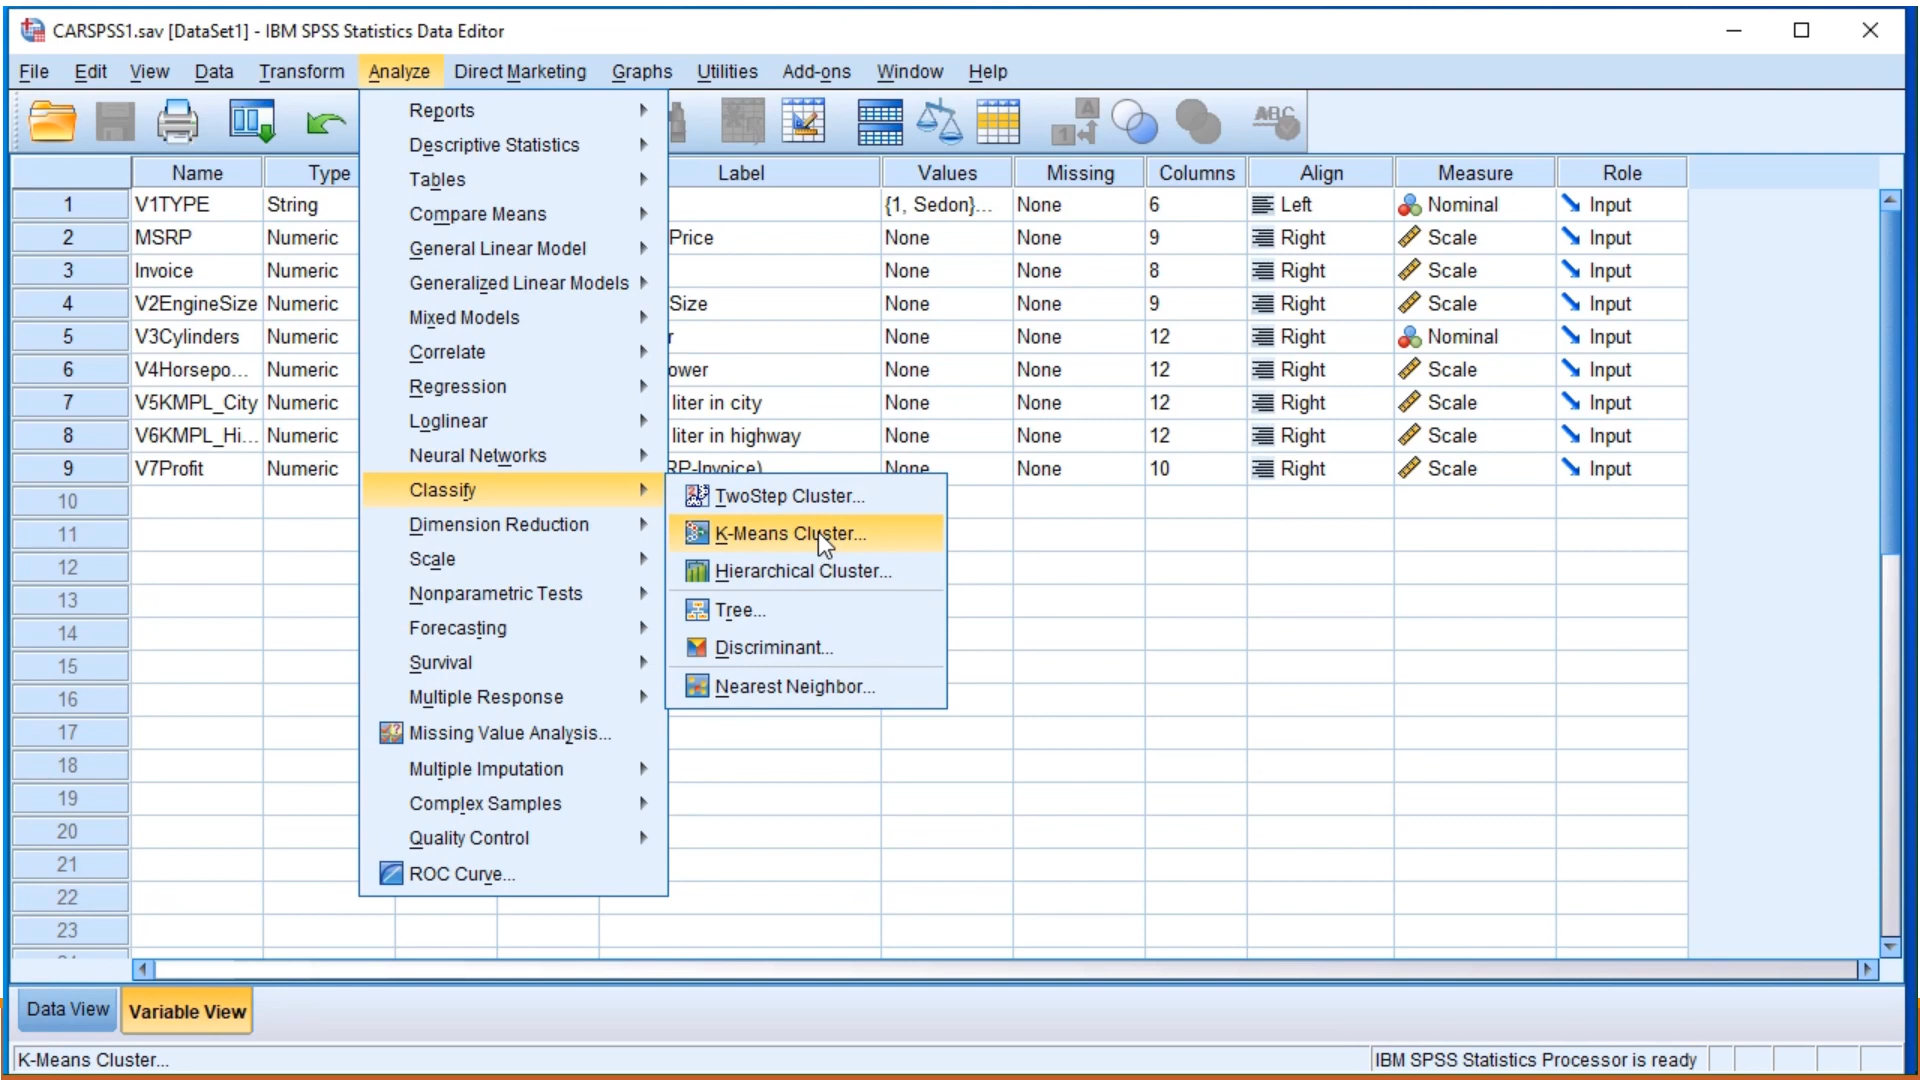 CARSPSS1.sav [DataSet1] - IBM SPSS Statistics Data Editor
File Edit View Data Transform Analyze Direct Marketing Graphs Utilities Add-ons Window Help
Name Type Label Values Missing Columns Align Measure Role
1 V1TYPE String {1, Sedon}... None 6 Left Nominal Input
2 MSRP Numeric Price None None 9 Right Scale Input
3 Invoice Numeric None None 8 Right Scale Input
4 V2EngineSize Numeric Size None None 9 Right Scale Input
5 V3Cylinders Numeric r None None 12 Right Nominal Input
6 V4Horsepo... Numeric ower None None 12 Right Scale Input
7 V5KMPL_City Numeric liter in city None None 12 Right Scale Input
8 V6KMPL_Hi... Numeric liter in highway None None 12 Right Scale Input
9 V7Profit Numeric RP-Invoice) None None 10 Right Scale Input
10
11
12
13
14
15
16
17
18
19
20
21
22
23
Reports
Descriptive Statistics
Tables
Compare Means
General Linear Model
Generalized Linear Models
Mixed Models
Correlate
Regression
Loglinear
Neural Networks
Classify
Dimension Reduction
Scale
Nonparametric Tests
Forecasting
Survival
Multiple Response
Missing Value Analysis...
Multiple Imputation
Complex Samples
Quality Control
ROC Curve...
TwoStep Cluster...
K-Means Cluster...
Hierarchical Cluster...
Tree...
Discriminant...
Nearest Neighbor...
Data View Variable View
K-Means Cluster... IBM SPSS Statistics Processor is ready